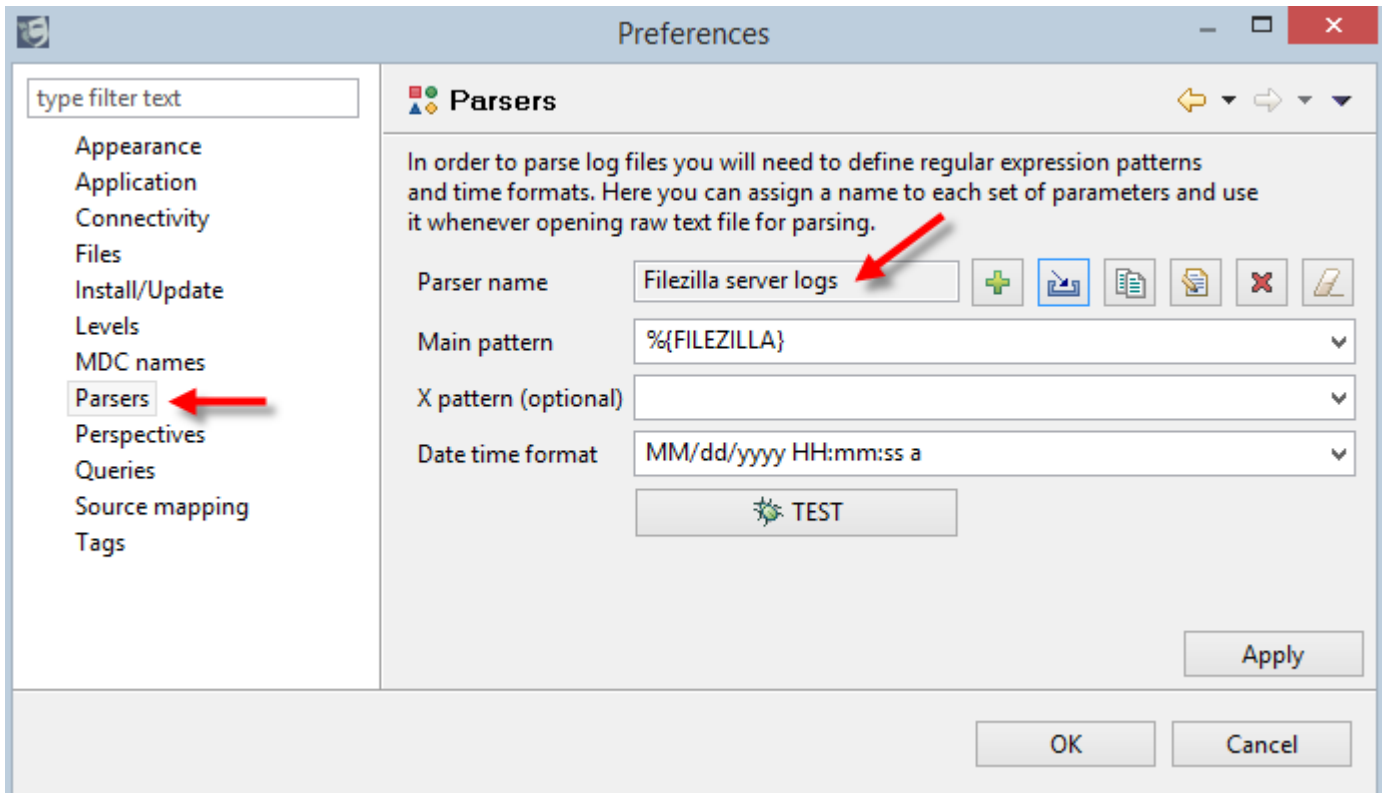 Preferences
type filter text
Appearance
Application
Connectivity
Files
Install/Update
Levels
MDC names
Parsers
Perspectives
Queries
Source mapping
Tags
Parsers
In order to parse log files you will need to define regular expression patterns
and time formats. Here you can assign a name to each set of parameters and use
it whenever opening raw text file for parsing.
Parser name Filezilla server logs
Main pattern %{FILEZILLA}
X pattern (optional)
Date time format MM/dd/yyyy HH:mm:ss a
TEST
Apply
OK Cancel